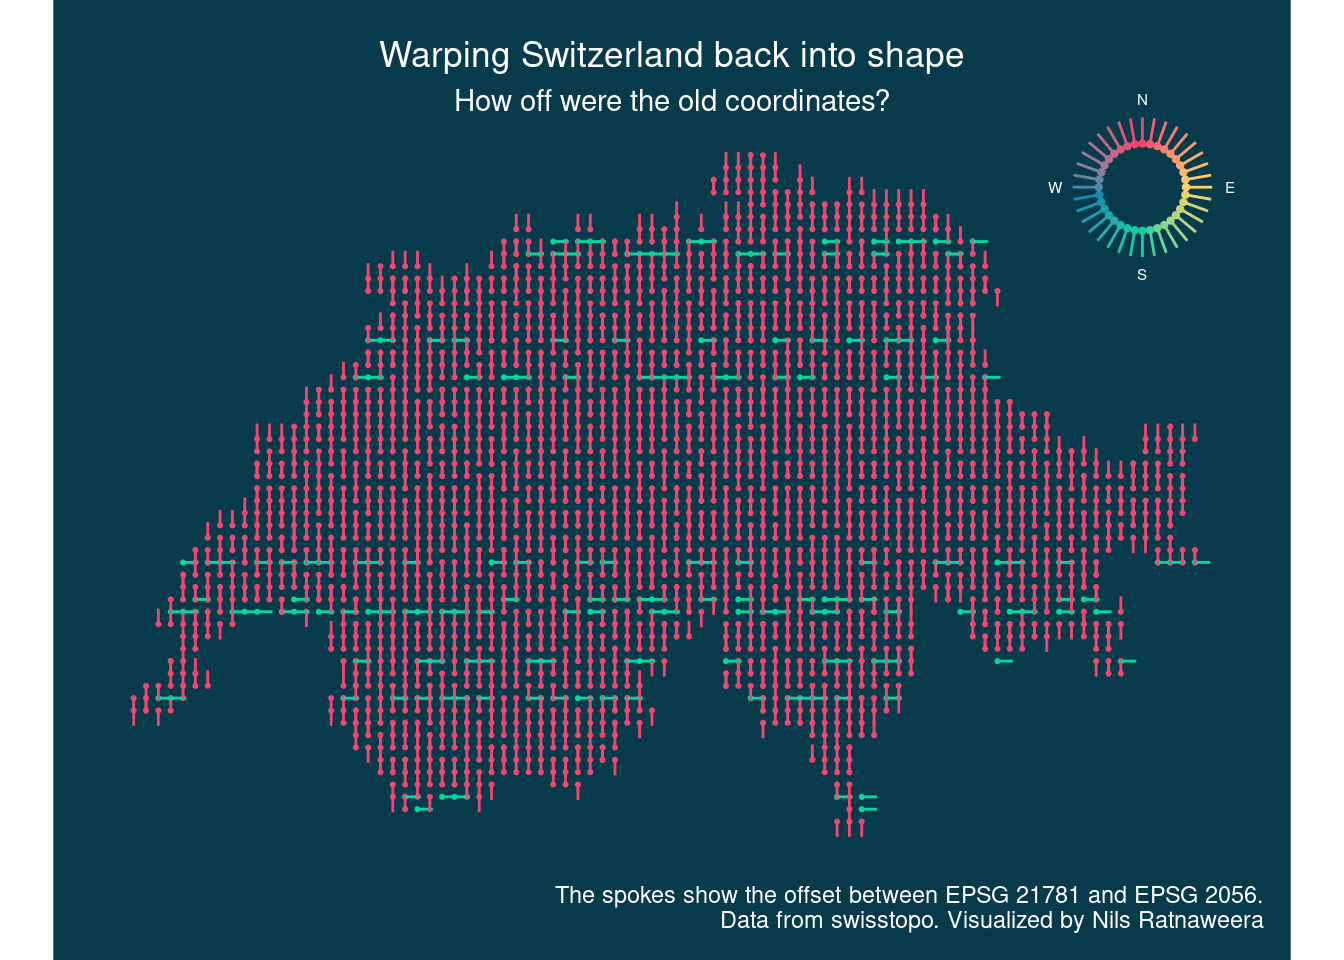 Warping Switzerland back into shape
How off were the old coordinates?
N
W
E
S
The spokes show the offset between EPSG 21781 and EPSG 2056.
Data from swisstopo. Visualized by Nils Ratnaweera